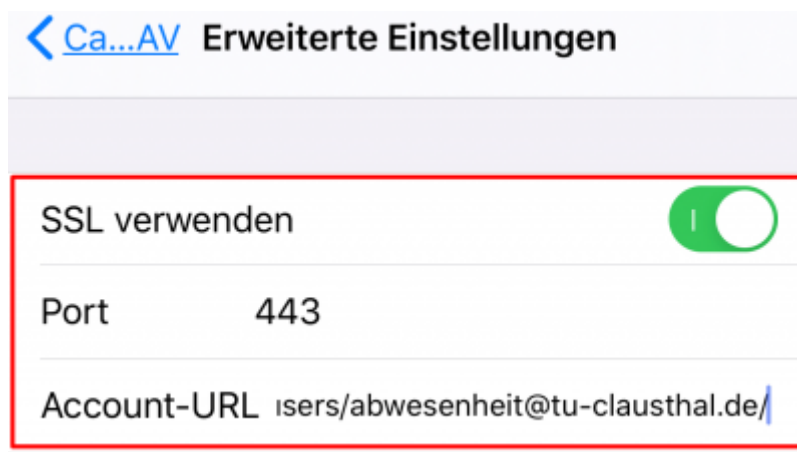 Ca...AV Erweiterte Einstellungen
SSL verwenden
Port 443
Account-URL sers/abwesenheit@tu-clausthal.de/